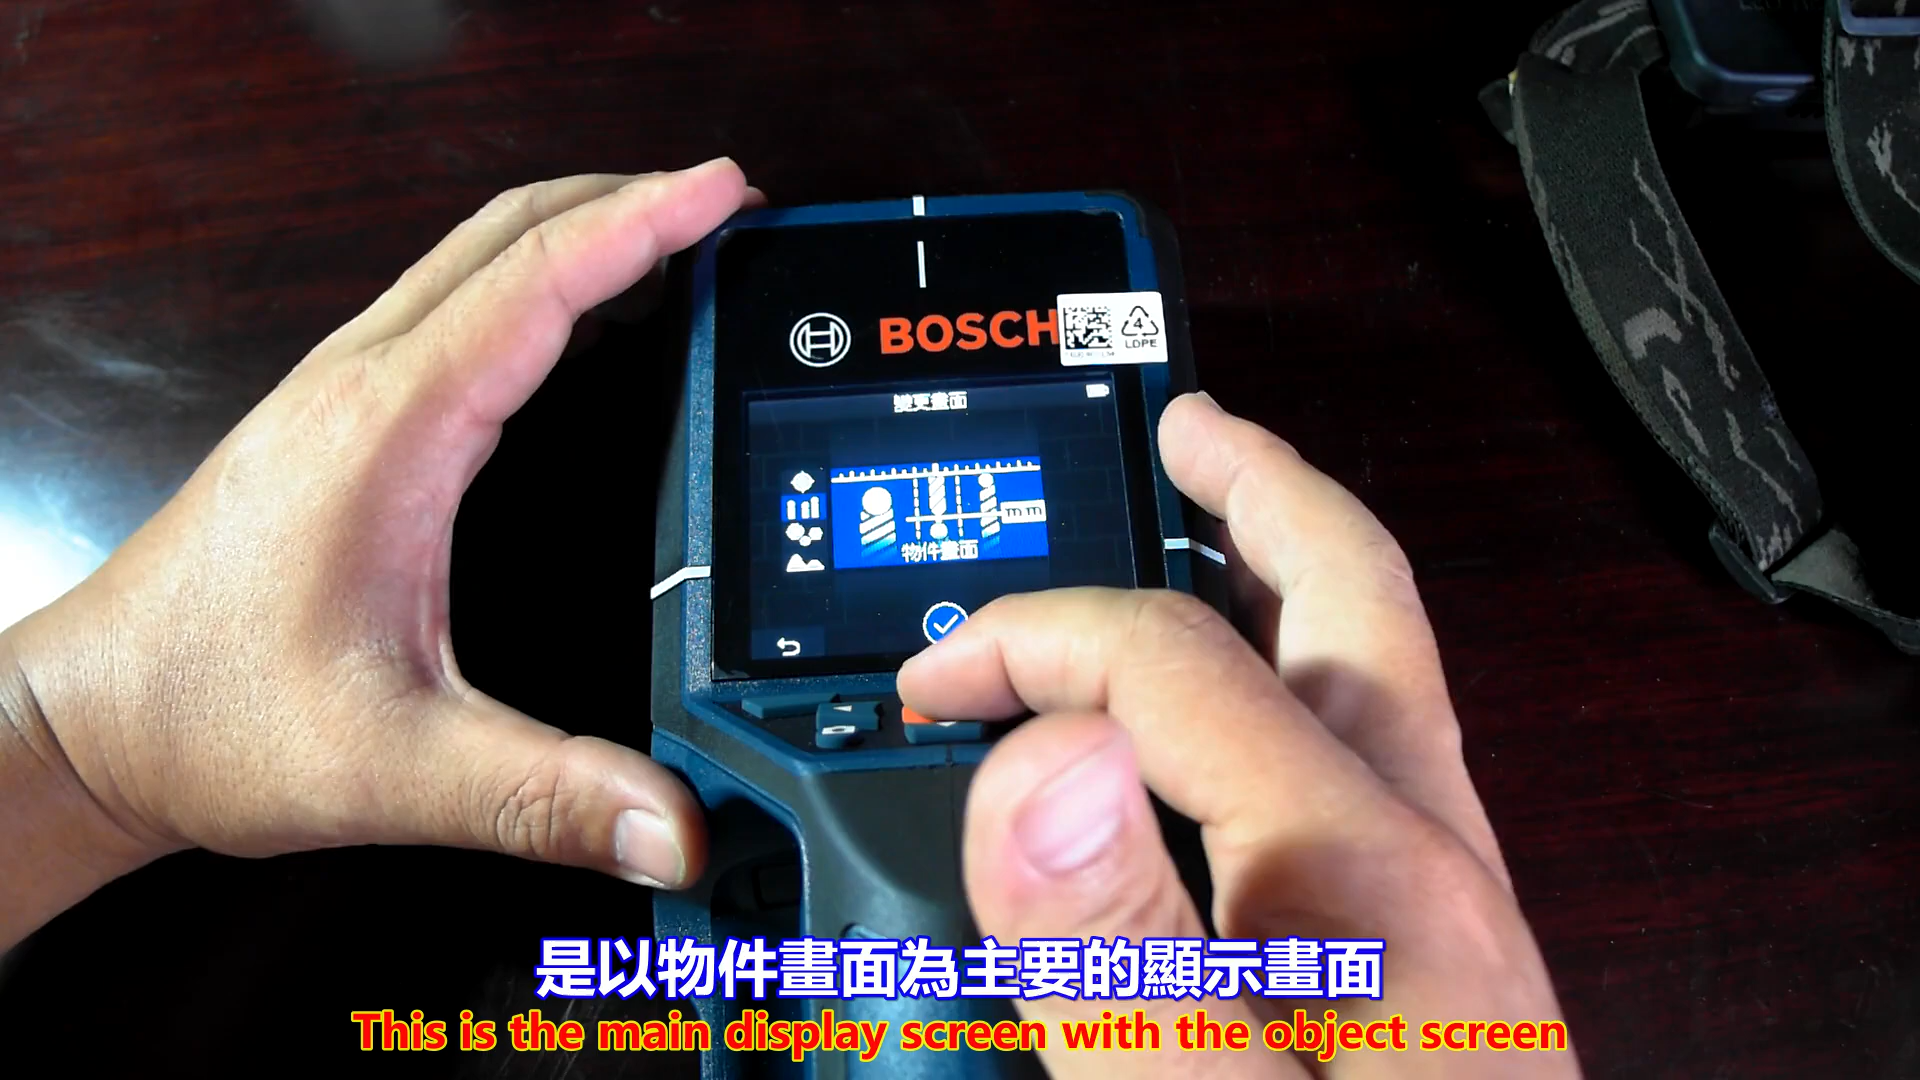 BOSCH
4
LDPE
變更畫面
mm
物件畫面
是以物件畫面為主要的顯示畫面
This is the main display screen with the object screen